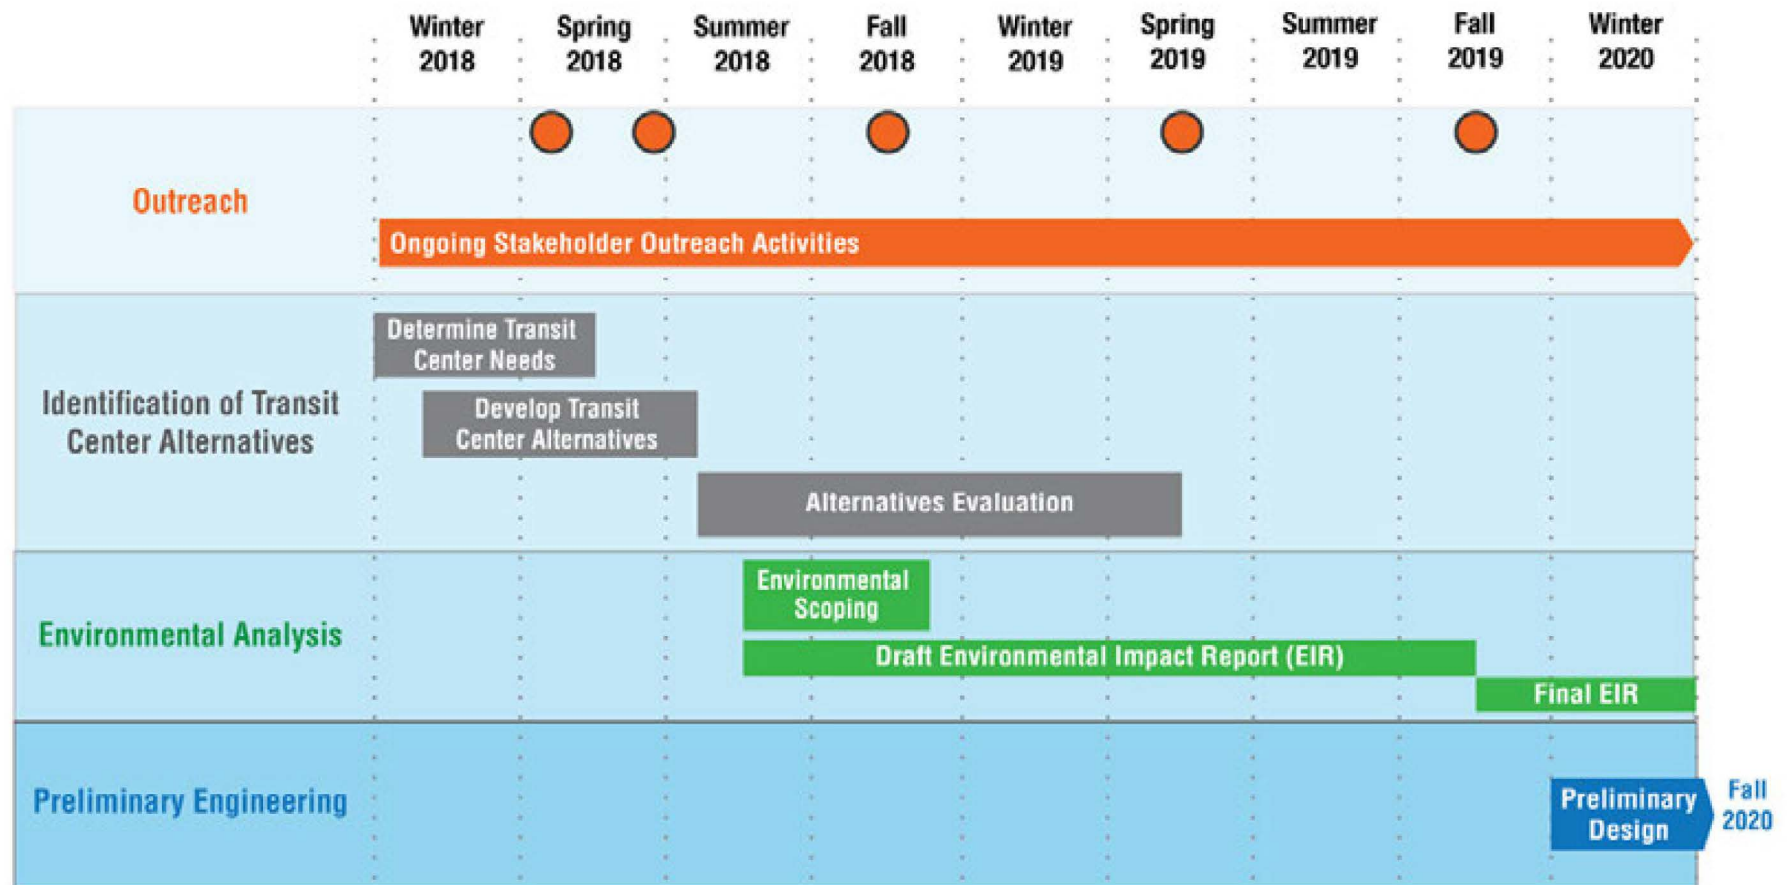 Winter
2018
Spring
2018
Summer
2018
Fall
2018
Winter
2019
Spring
2019
Summer
2019
Fall
2019
Winter
2020
Outreach
Ongoing Stakeholder Outreach Activities
Identification of Transit
Center Alternatives
Determine Transit
Center Needs
Develop Transit
Center Alternatives
Alternatives Evaluation
Environmental Analysis
Environmental
Scoping
Draft Environmental Impact Report (EIR)
Final EIR
Preliminary Engineering
Preliminary
Design
Fall
2020